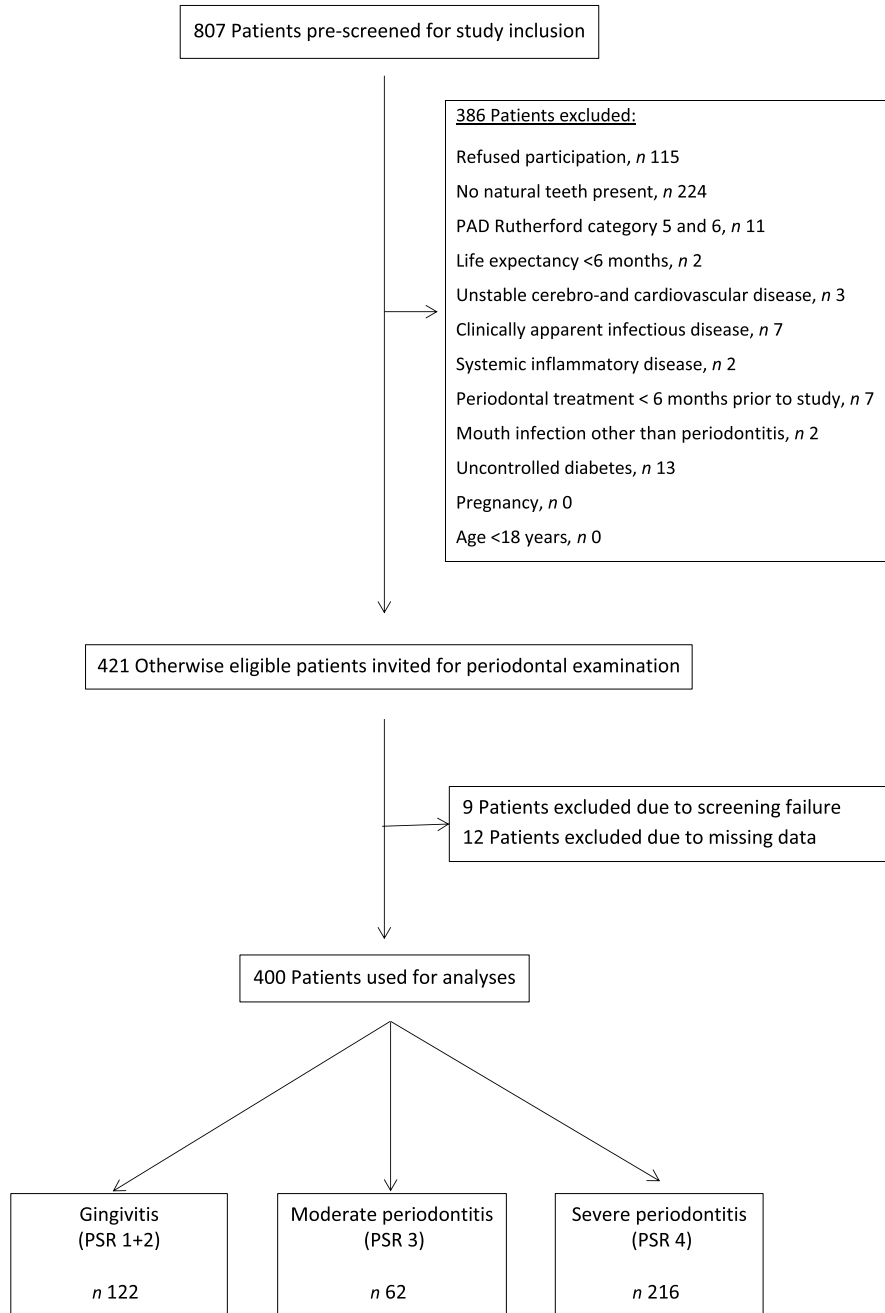 807 Patients pre-screened for study inclusion
386 Patients excluded:
Refused participation, n 115
No natural teeth present, n 224
PAD Rutherford category 5 and 6, n 11
Life expectancy <6 months, n 2
Unstable cerebro-and cardiovascular disease, n 3
Clinically apparent infectious disease, n 7
Systemic inflammatory disease, n 2
Periodontal treatment < 6 months prior to study, n 7
Mouth infection other than periodontitis, n 2
Uncontrolled diabetes, n 13
Pregnancy, n 0
Age <18 years, n 0
421 Otherwise eligible patients invited for periodontal examination
9 Patients excluded due to screening failure
12 Patients excluded due to missing data
400 Patients used for analyses
Gingivitis
(PSR 1+2)
n 122
Moderate periodontitis
(PSR 3)
n 62
Severe periodontitis
(PSR 4)
n 216